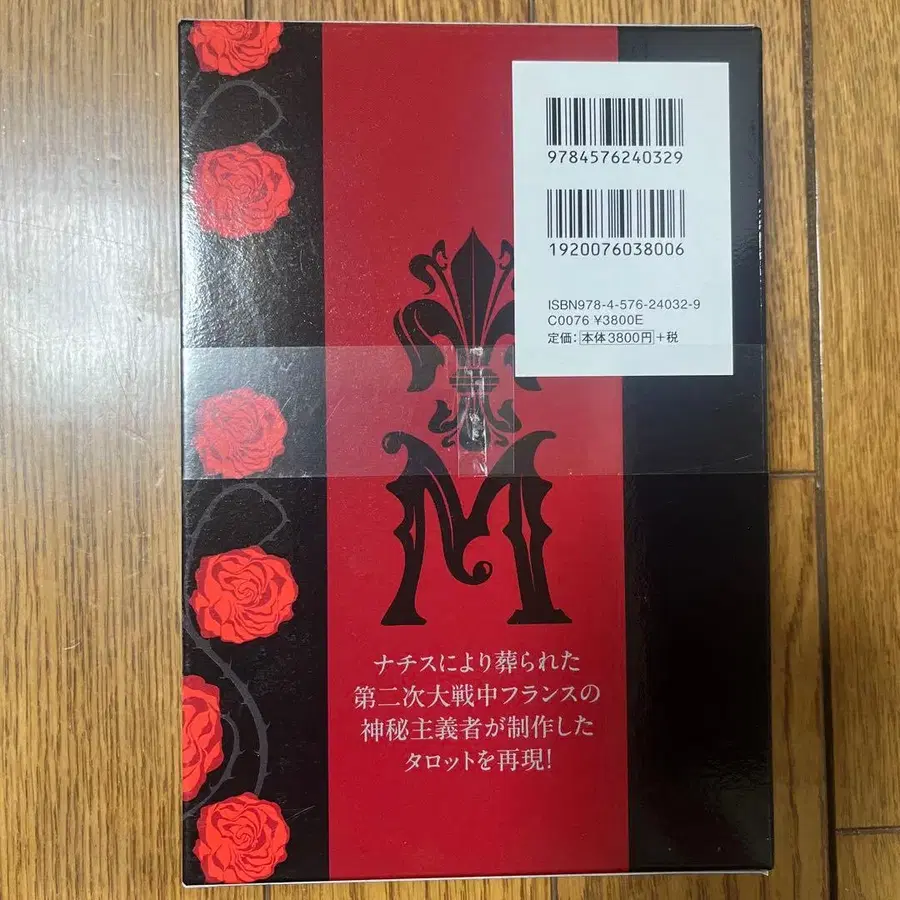 9784576240329
1920076038006
ISBN978-4-576-24032-9
C0076 ¥3800E
定価:本体3800円+税
M
ナチスにより葬られた
第二次大戦中フランスの
神秘主義者が制作した
タロットを再現!